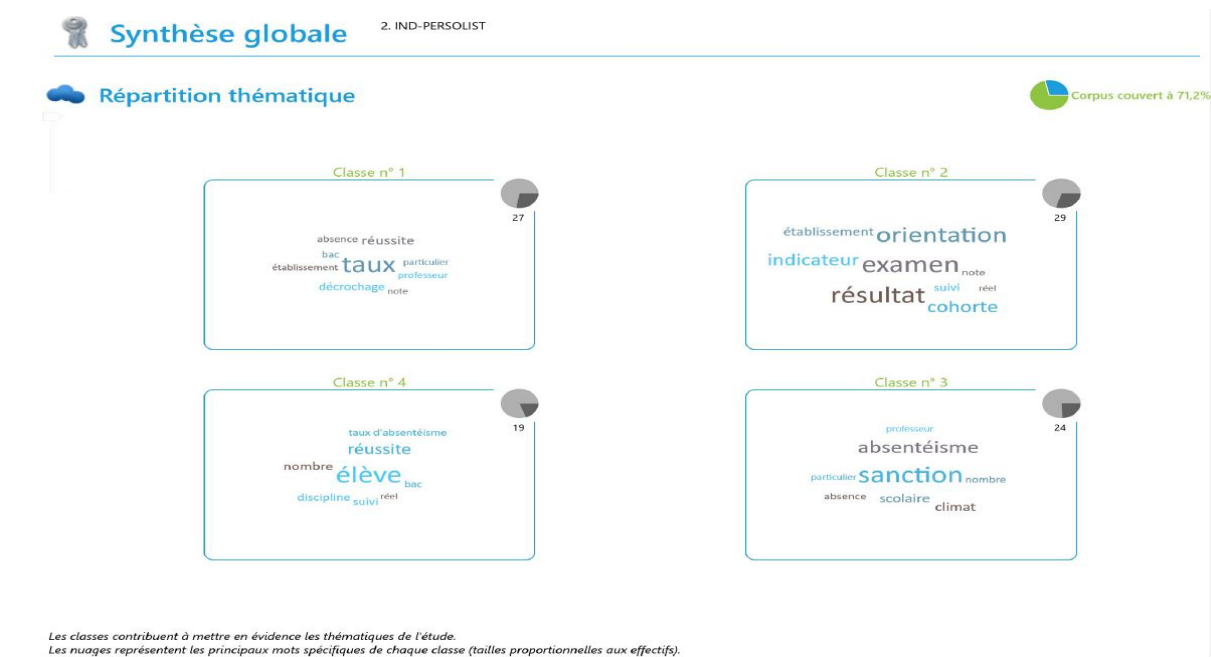 Synthèse globale 2. IND-PERSOLIST
Répartition thématique
Corpus couvert à 71,2%
Classe n° 1
27
absence réussite
bac
établissement taux particulier
professeur
décrochage note
Classe n° 2
29
établissement orientation
indicateur examen note
résultat suivi réel
cohorte
Classe n° 4
19
taux d'absentéisme
réussite
nombre élève bac
discipline suivi réel
Classe n° 3
24
professeur
absentéisme
particulier sanction nombre
absence scolaire climat
Les classes contribuent à mettre en évidence les thématiques de l'étude.
Les nuages représentent les principaux mots spécifiques de chaque classe (tailles proportionnelles aux effectifs).